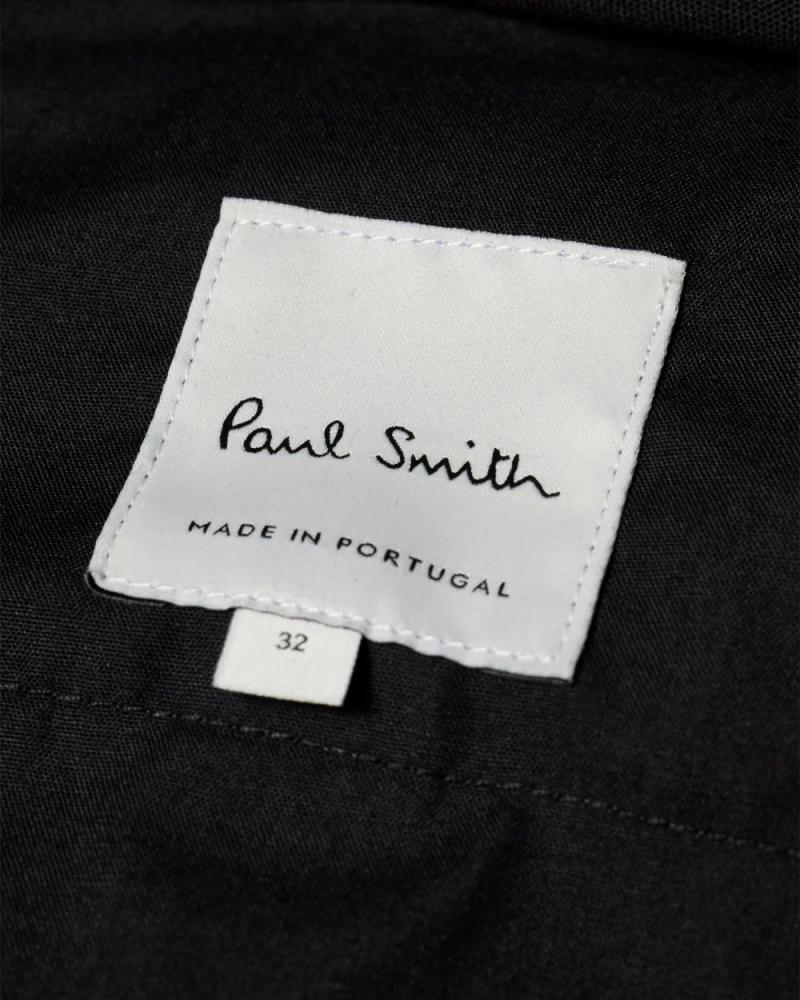 Paul Smith
MADE IN PORTUGAL
32